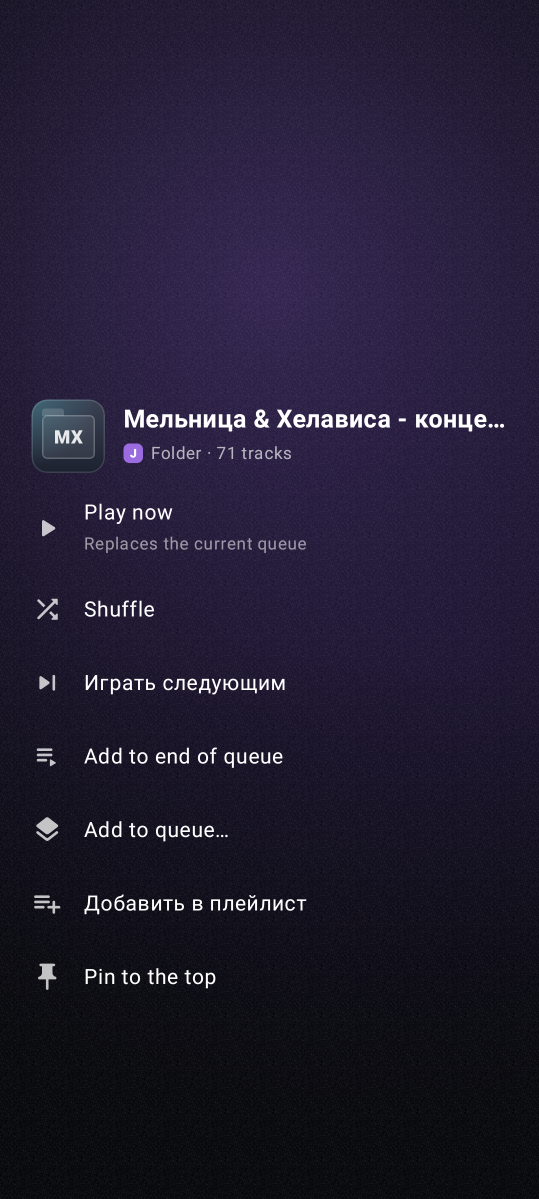 MX
Мельница & Хелависа - конце…
J Folder · 71 tracks
Play now
Replaces the current queue
Shuffle
Играть следующим
Add to end of queue
Add to queue…
Добавить в плейлист
Pin to the top